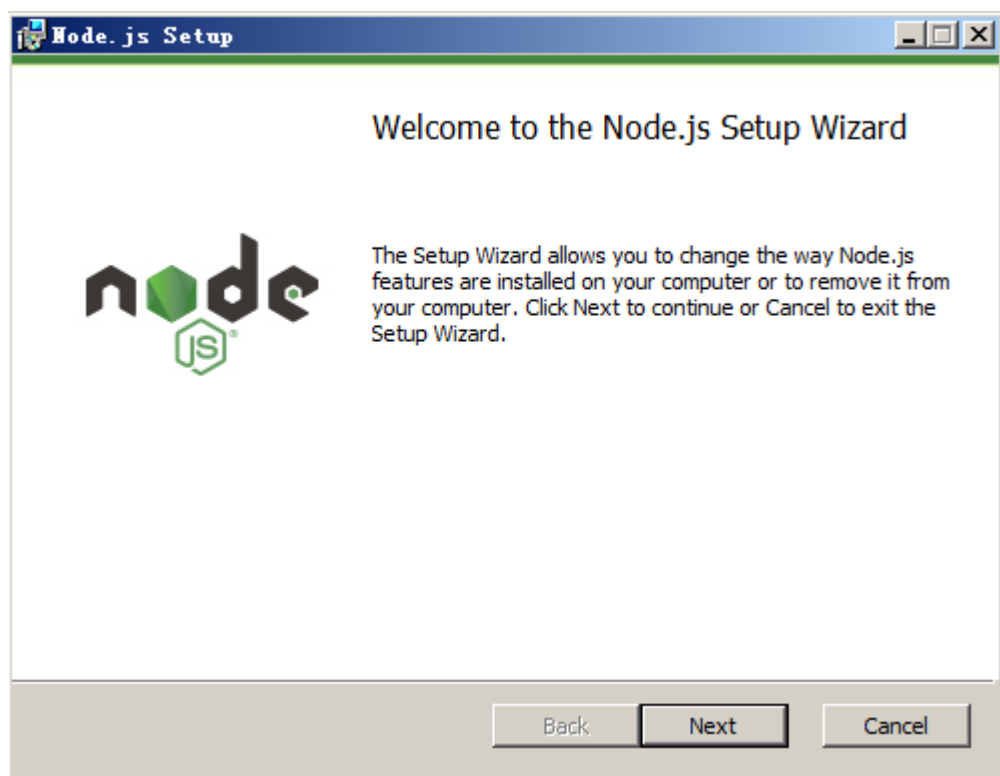 Node.js Setup
Welcome to the Node.js Setup Wizard
The Setup Wizard allows you to change the way Node.js
features are installed on your computer or to remove it from
your computer. Click Next to continue or Cancel to exit the
Setup Wizard.
node
JS®
Back
Next
Cancel